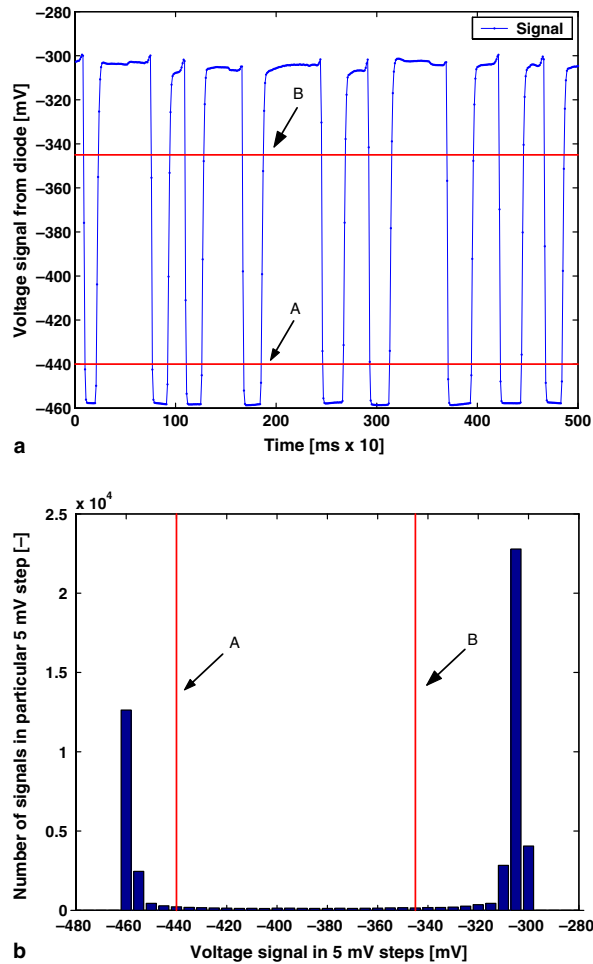 −280
−300
−320
−340
−360
−380
−400
−420
−440
−460
Voltage signal from diode [mV]
Signal
B
A
0 100 200 300 400 500
Time [ms x 10]
a
x 10⁴
2.5
2
1.5
1
0.5
0
Number of signals in particular 5 mV step [−]
A
B
−480 −460 −440 −420 −400 −380 −360 −340 −320 −300 −280
Voltage signal in 5 mV steps [mV]
b